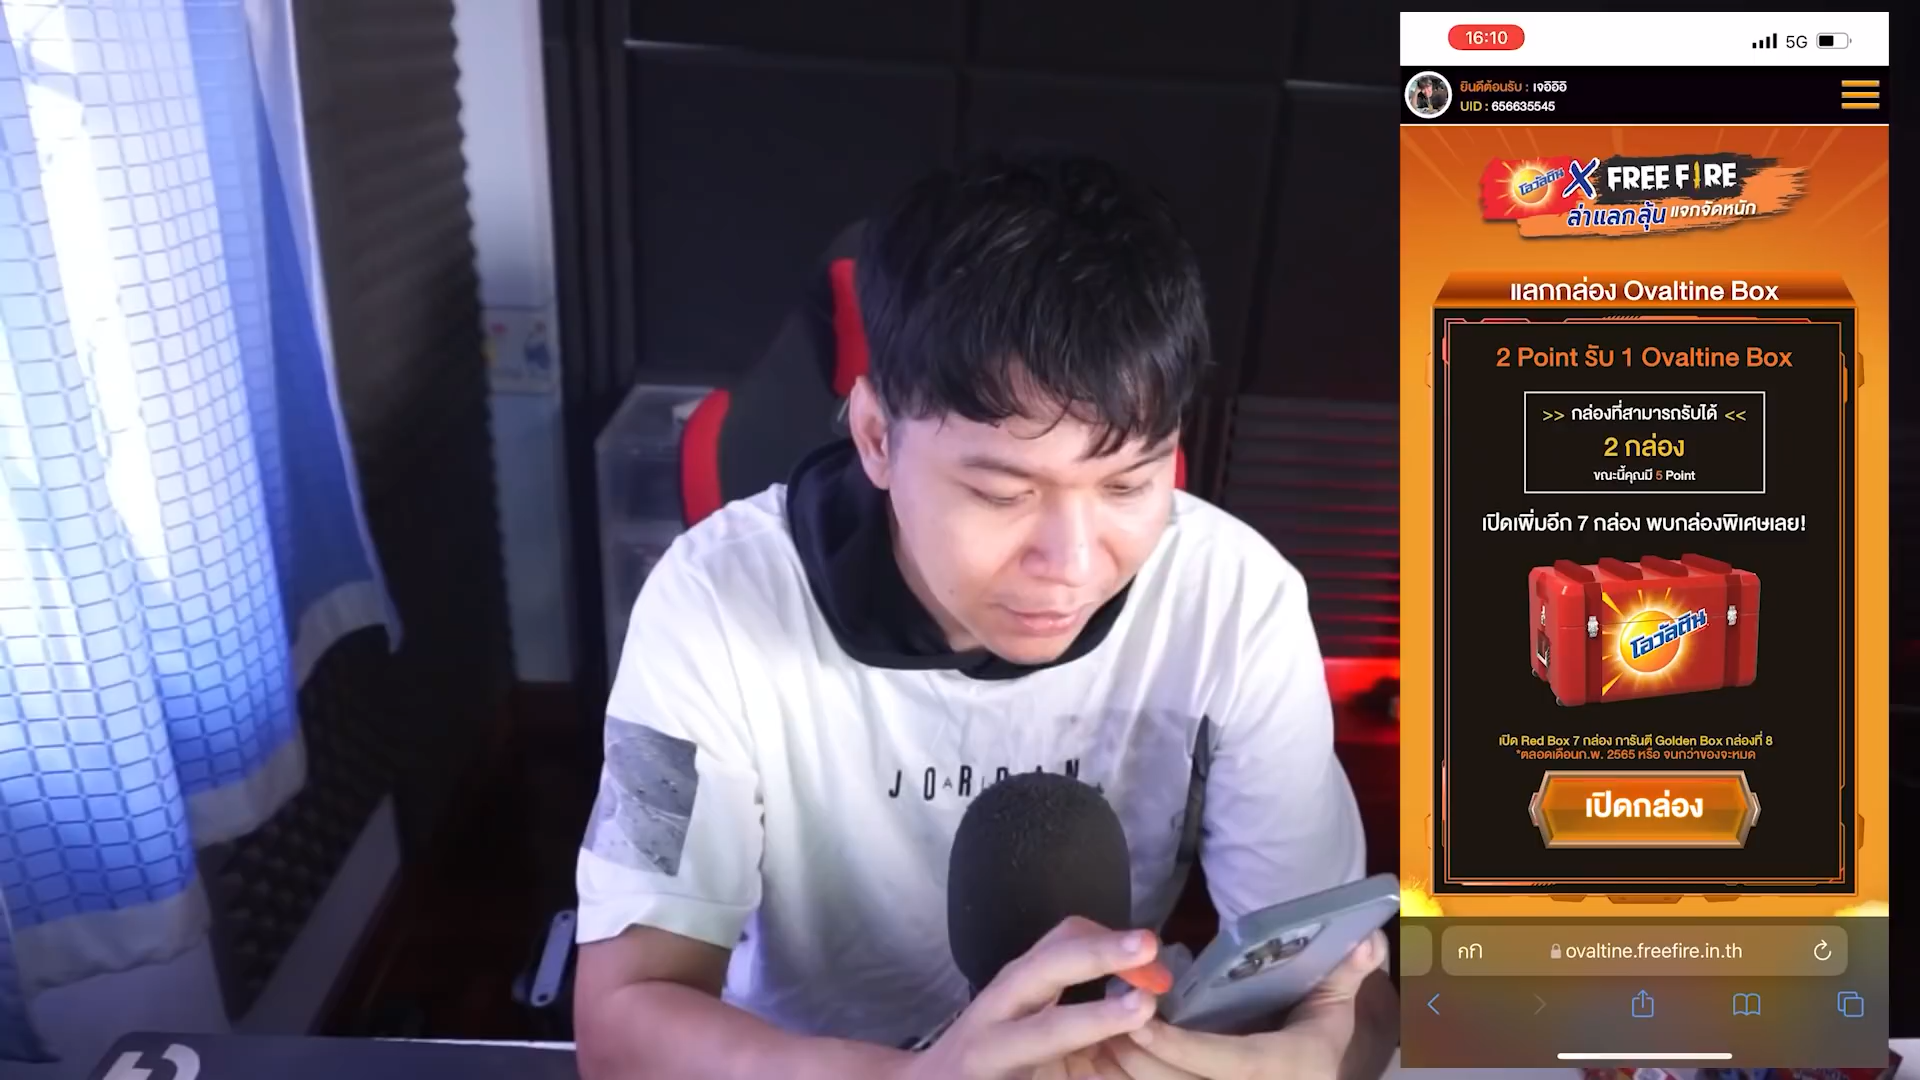 16:10
5G
ยินดีต้อนรับ : เจอิอิอิ
UID : 656635545
โอวัลติน X FREE FIRE
ล่าแลกลุ้น แจกจัดหนัก
แลกกล่อง Ovaltine Box
2 Point รับ 1 Ovaltine Box
>> กล่องที่สามารถรับได้ <<
2 กล่อง
ขณะนี้คุณมี 5 Point
เปิดเพิ่มอีก 7 กล่อง พบกล่องพิเศษเลย!
โอวัลติน
เปิด Red Box 7 กล่อง การันตี Golden Box กล่องที่ 8
*ตลอดเดือนก.พ. 2565 หรือ จนกว่าของจะหมด
เปิดกล่อง
กก ovaltine.freefire.in.th